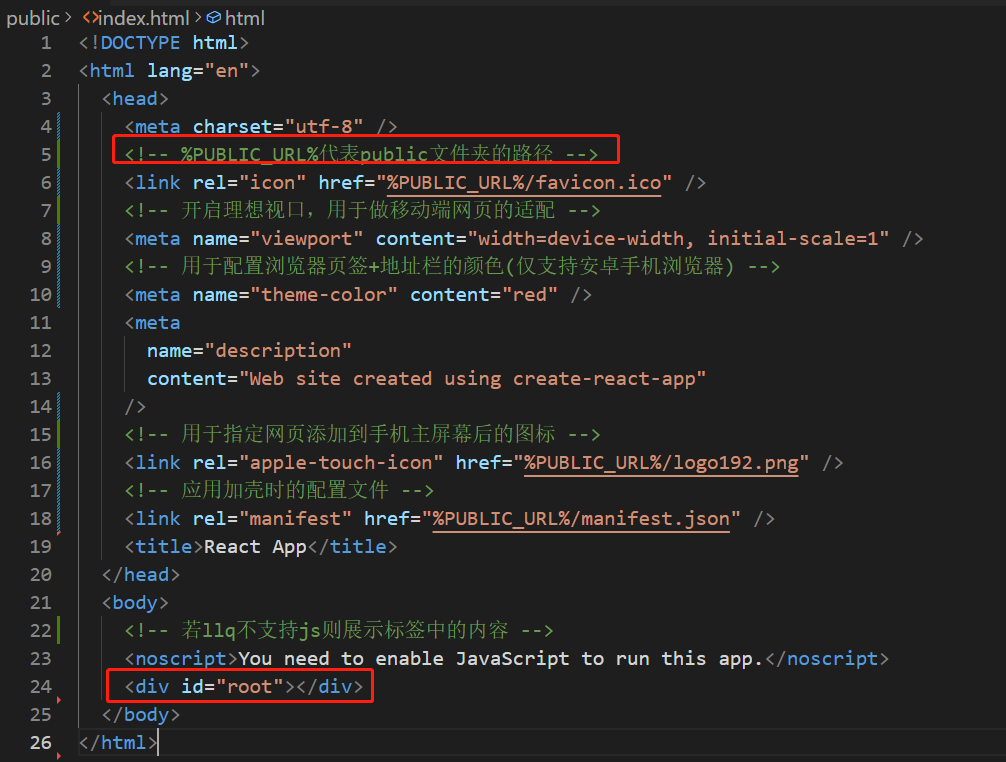 public > index.html > html
1 <!DOCTYPE html>
2 <html lang="en">
3 <head>
4 <meta charset="utf-8" />
5 <!-- %PUBLIC_URL%代表public文件夹的路径 -->
6 <link rel="icon" href="%PUBLIC_URL%/favicon.ico" />
7 <!-- 开启理想视口，用于做移动端网页的适配 -->
8 <meta name="viewport" content="width=device-width, initial-scale=1" />
9 <!-- 用于配置浏览器页签+地址栏的颜色(仅支持安卓手机浏览器) -->
10 <meta name="theme-color" content="red" />
11 <meta
12 name="description"
13 content="Web site created using create-react-app"
14 />
15 <!-- 用于指定网页添加到手机主屏幕后的图标 -->
16 <link rel="apple-touch-icon" href="%PUBLIC_URL%/logo192.png" />
17 <!-- 应用加壳时的配置文件 -->
18 <link rel="manifest" href="%PUBLIC_URL%/manifest.json" />
19 <title>React App</title>
20 </head>
21 <body>
22 <!-- 若llq不支持js则展示标签中的内容 -->
23 <noscript>You need to enable JavaScript to run this app.</noscript>
24 <div id="root"></div>
25 </body>
26 </html>